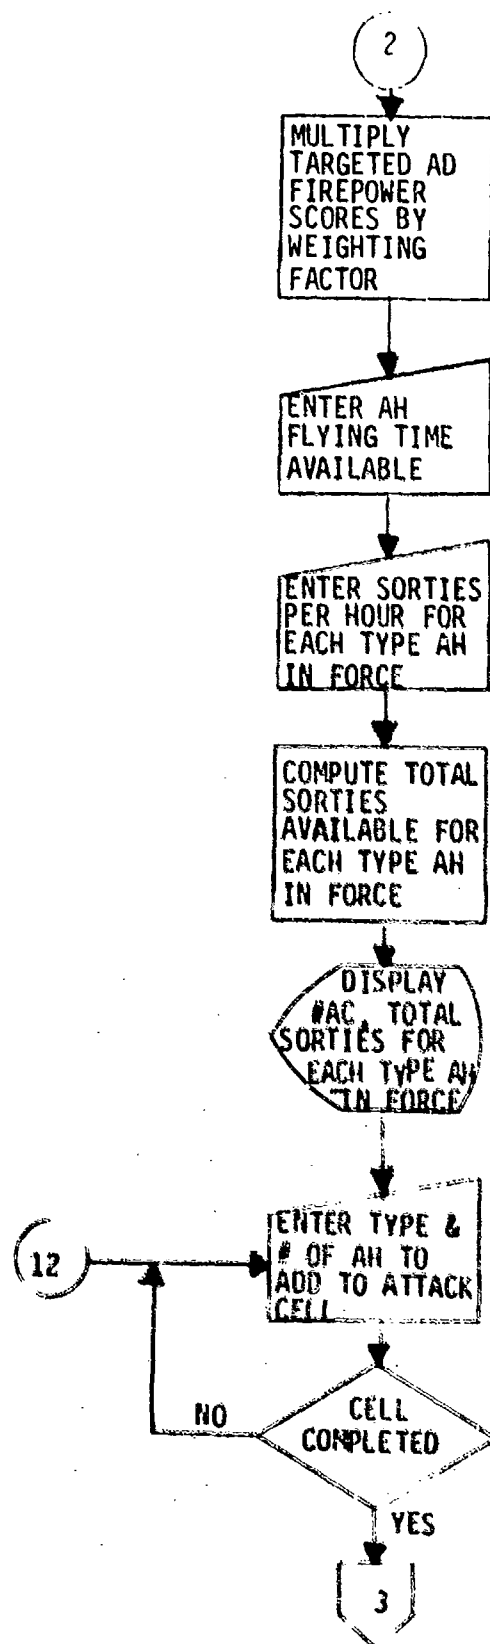 2
MULTIPLY
TARGETED AD
FIREPOWER
SCORES BY
WEIGHTING
FACTOR
ENTER AH
FLYING TIME
AVAILABLE
ENTER SORTIES
PER HOUR FOR
EACH TYPE AH
IN FORCE
COMPUTE TOTAL
SORTIES
AVAILABLE FOR
EACH TYPE AH
IN FORCE
DISPLAY
#AC, TOTAL
SORTIES FOR
EACH TYPE AH
IN FORCE
12
ENTER TYPE &
# OF AH TO
ADD TO ATTACK
CELL
NO
CELL
COMPLETED
YES
3